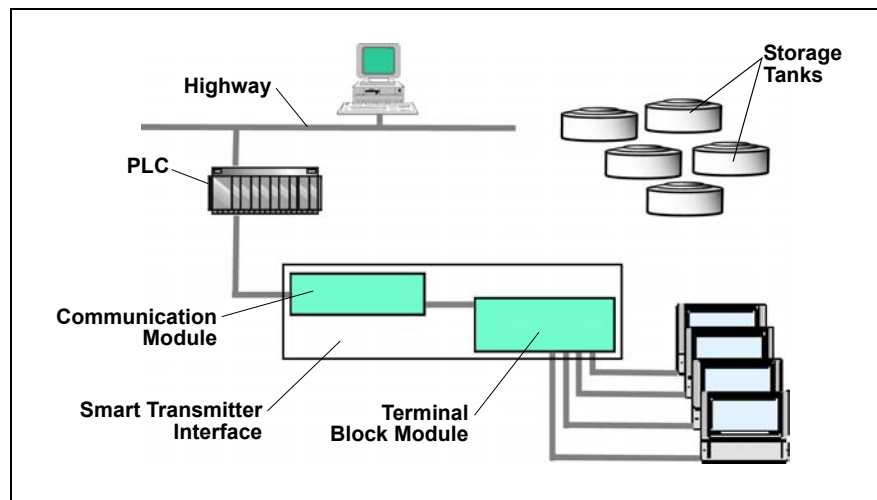 Storage
Tanks
Highway
PLC
Communication
Module
Smart Transmitter
Interface
Terminal
Block Module